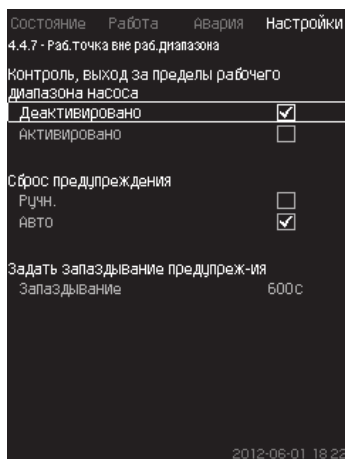 Состояние Работа Авария Настройки
4.4.7 - Раб.точка вне раб.диапазона
Контроль, выход за пределы рабочего
диапазона насоса
Деактивировано
Активировано
Сброс предупреждения
Ручн.
Авто
Задать запаздывание предупреж-ия
Запаздывание 600с
2012-06-01 18:22